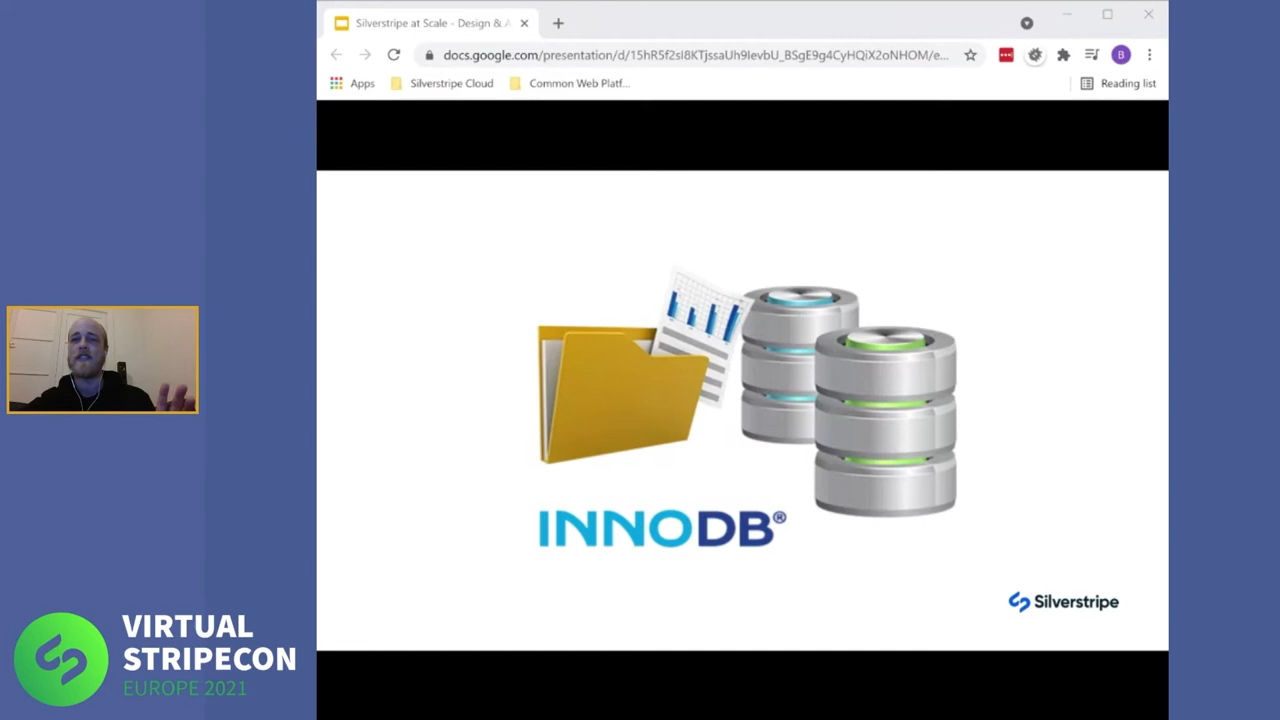 Silverstripe at Scale - Design & A
docs.google.com/presentation/d/15hR5f2sI8KTjssaUh9IevbU_BSgE9g4CyHQiX2oNHOM/e...
B
Apps
Silverstripe Cloud
Common Web Platf...
Reading list
INNODB®
Silverstripe
VIRTUAL
STRIPECON
EUROPE 2021